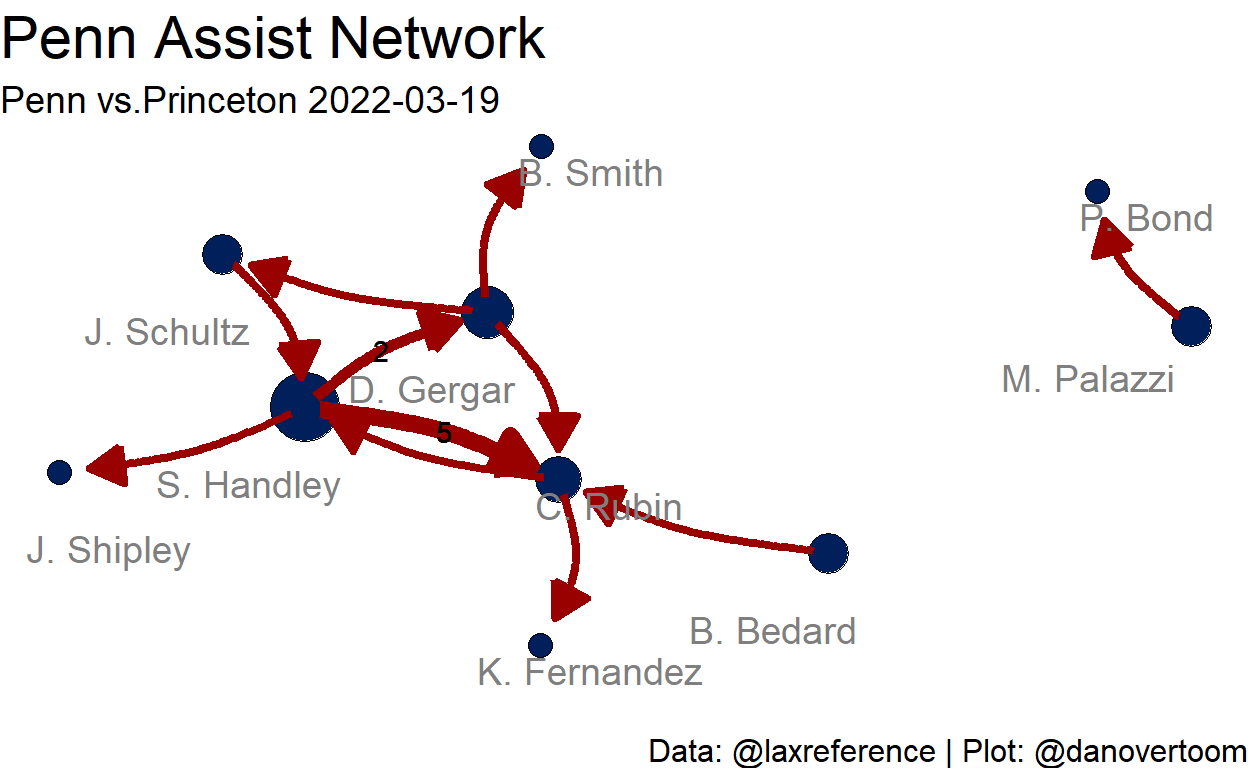 Penn Assist Network
Penn vs.Princeton 2022-03-19
B. Smith
P. Bond
J. Schultz
2
M. Palazzi
D. Gergar
5
S. Handley
C. Rubin
J. Shipley
B. Bedard
K. Fernandez
Data: @laxreference | Plot: @danovertoom